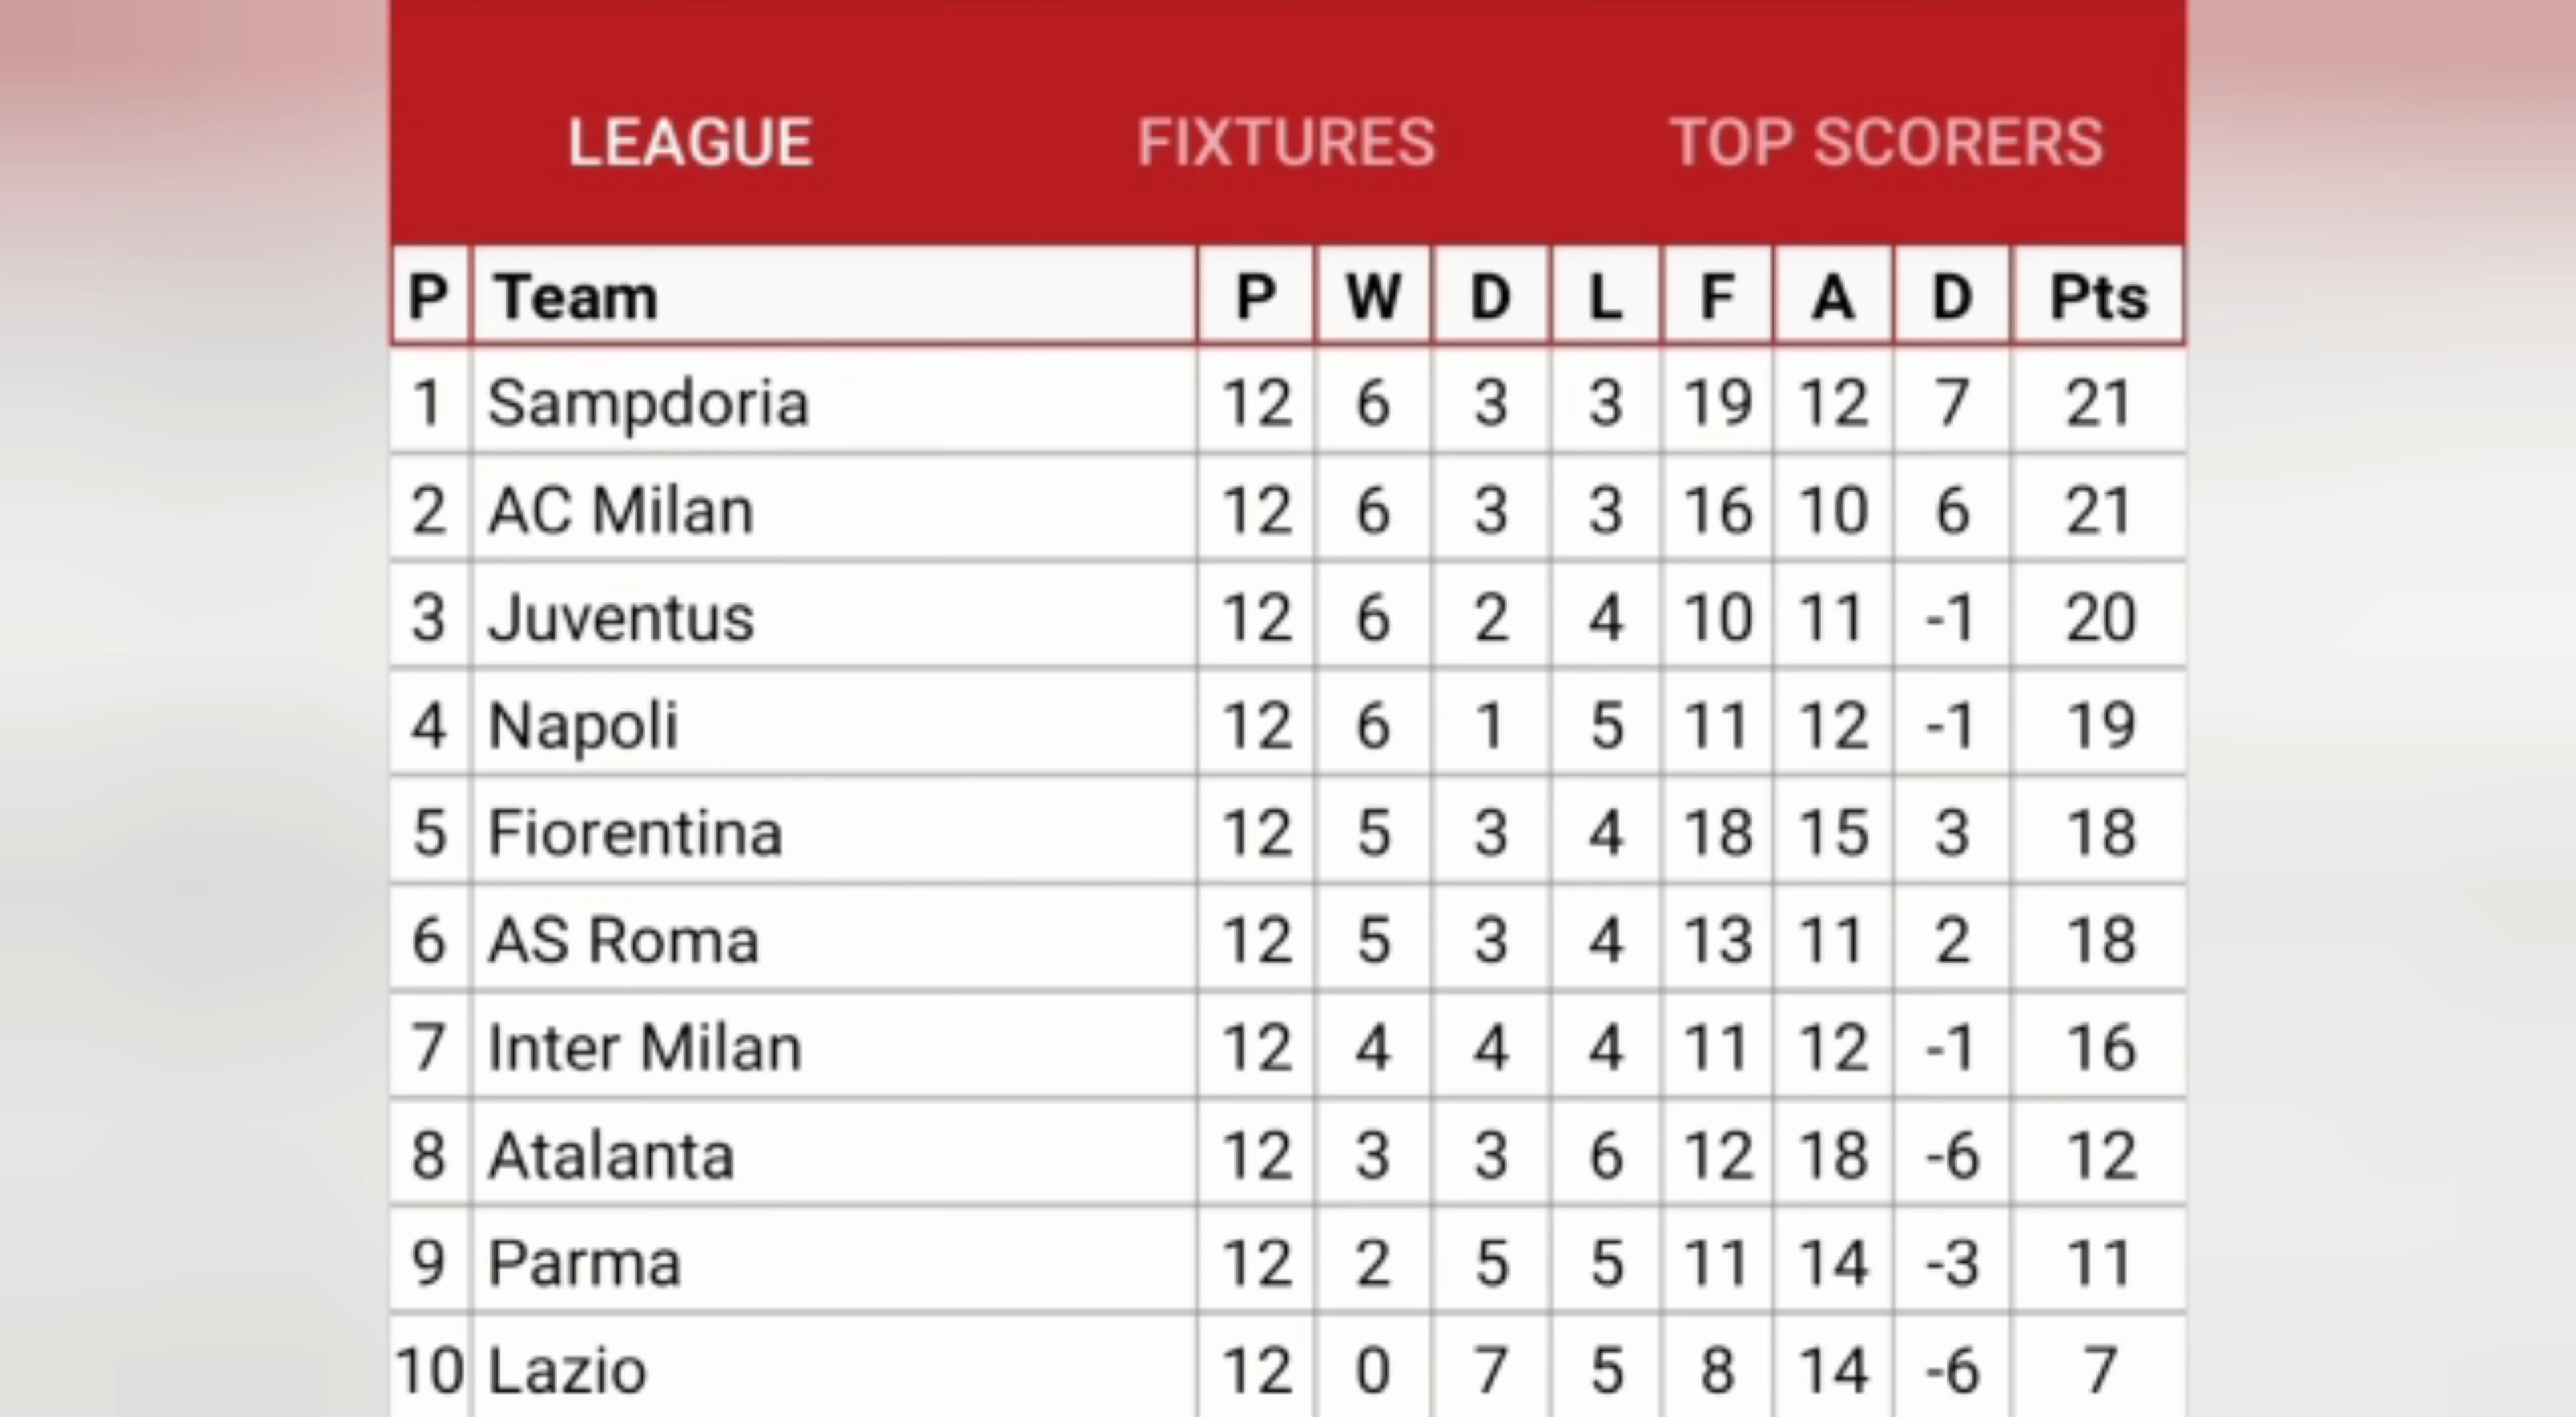 LEAGUE FIXTURES TOP SCORERS
P Team P W D L F A D Pts
1 Sampdoria 12 6 3 3 19 12 7 21
2 AC Milan 12 6 3 3 16 10 6 21
3 Juventus 12 6 2 4 10 11 -1 20
4 Napoli 12 6 1 5 11 12 -1 19
5 Fiorentina 12 5 3 4 18 15 3 18
6 AS Roma 12 5 3 4 13 11 2 18
7 Inter Milan 12 4 4 4 11 12 -1 16
8 Atalanta 12 3 3 6 12 18 -6 12
9 Parma 12 2 5 5 11 14 -3 11
10 Lazio 12 0 7 5 8 14 -6 7